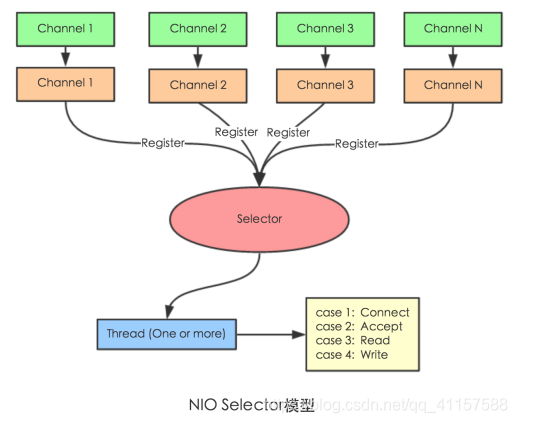 Channel 1
Channel 2
Channel 3
Channel N
Channel 1
Channel 2
Channel 3
Channel N
Register
Register
Register
Register
Selector
Thread (One or more)
case 1: Connect
case 2: Accept
case 3: Read
case 4: Write
NIO Selector模型
blog.csdn.net/qq_41157588